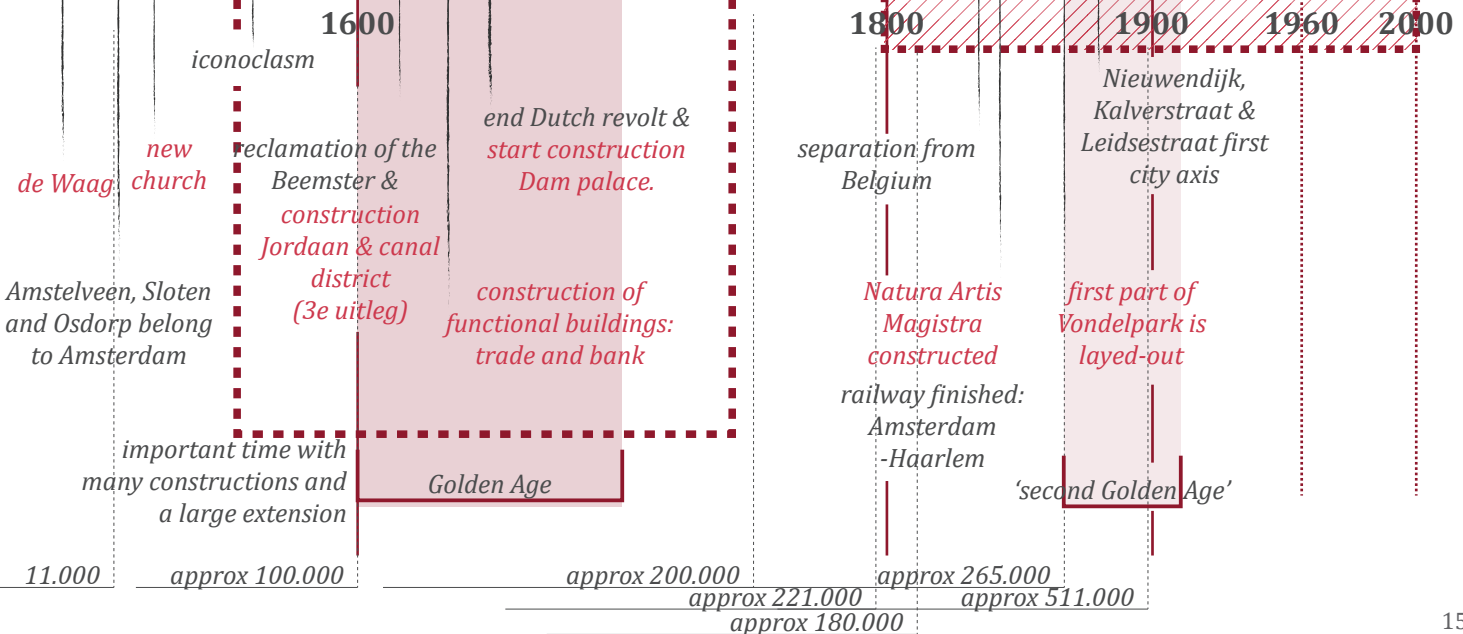 1600
1800
1900
1960
2000
iconoclasm
de Waag
new
church
reclamation of the
Beemster &
construction
Jordaan & canal
district
(3e uitleg)
end Dutch revolt &
start construction
Dam palace.
separation from
Belgium
Nieuwendijk,
Kalverstraat &
Leidsestraat first
city axis
Amstelveen, Sloten
and Osdorp belong
to Amsterdam
construction of
functional buildings:
trade and bank
Natura Artis
Magistra
constructed
first part of
Vondelpark is
layed-out
railway finished:
Amsterdam
-Haarlem
important time with
many constructions and
a large extension
Golden Age
‘second Golden Age’
11.000
approx 100.000
approx 200.000
approx 265.000
approx 221.000
approx 511.000
approx 180.000
15